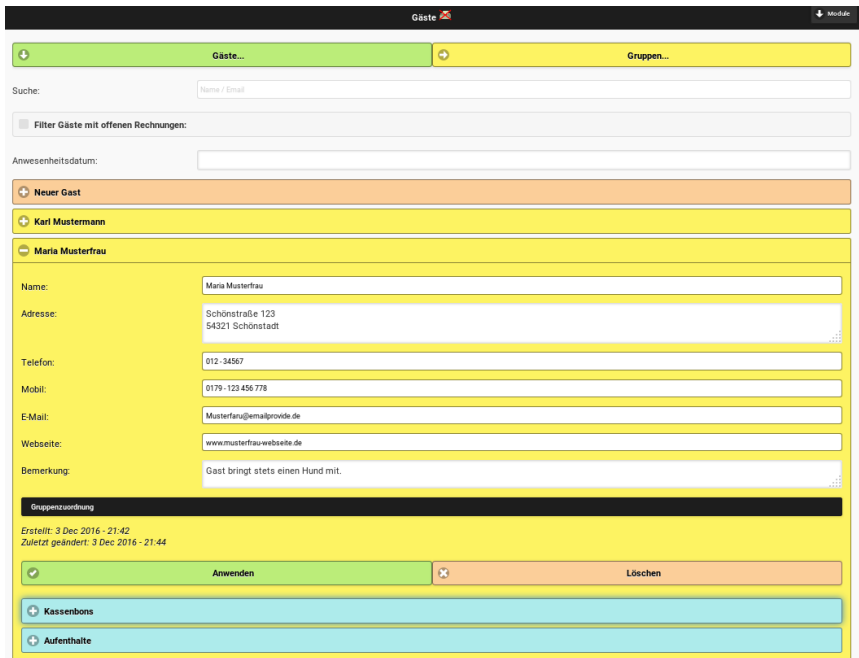 Gäste
Module
Gäste...
Gruppen...
Suche:
Name / Email
Filter Gäste mit offenen Rechnungen:
Anwesenheitsdatum:
Neuer Gast
Karl Mustermann
Maria Musterfrau
Name:
Maria Musterfrau
Adresse:
Schönstraße 123
54321 Schönstadt
Telefon:
012 - 34567
Mobil:
0179 - 123 456 778
E-Mail:
Musterfaru@emailprovide.de
Webseite:
www.musterfrau-webseite.de
Bemerkung:
Gast bringt stets einen Hund mit.
Gruppenzuordnung
Erstellt: 3 Dec 2016 - 21:42
Zuletzt geändert: 3 Dec 2016 - 21:44
Anwenden
Löschen
Kassenbons
Aufenthalte